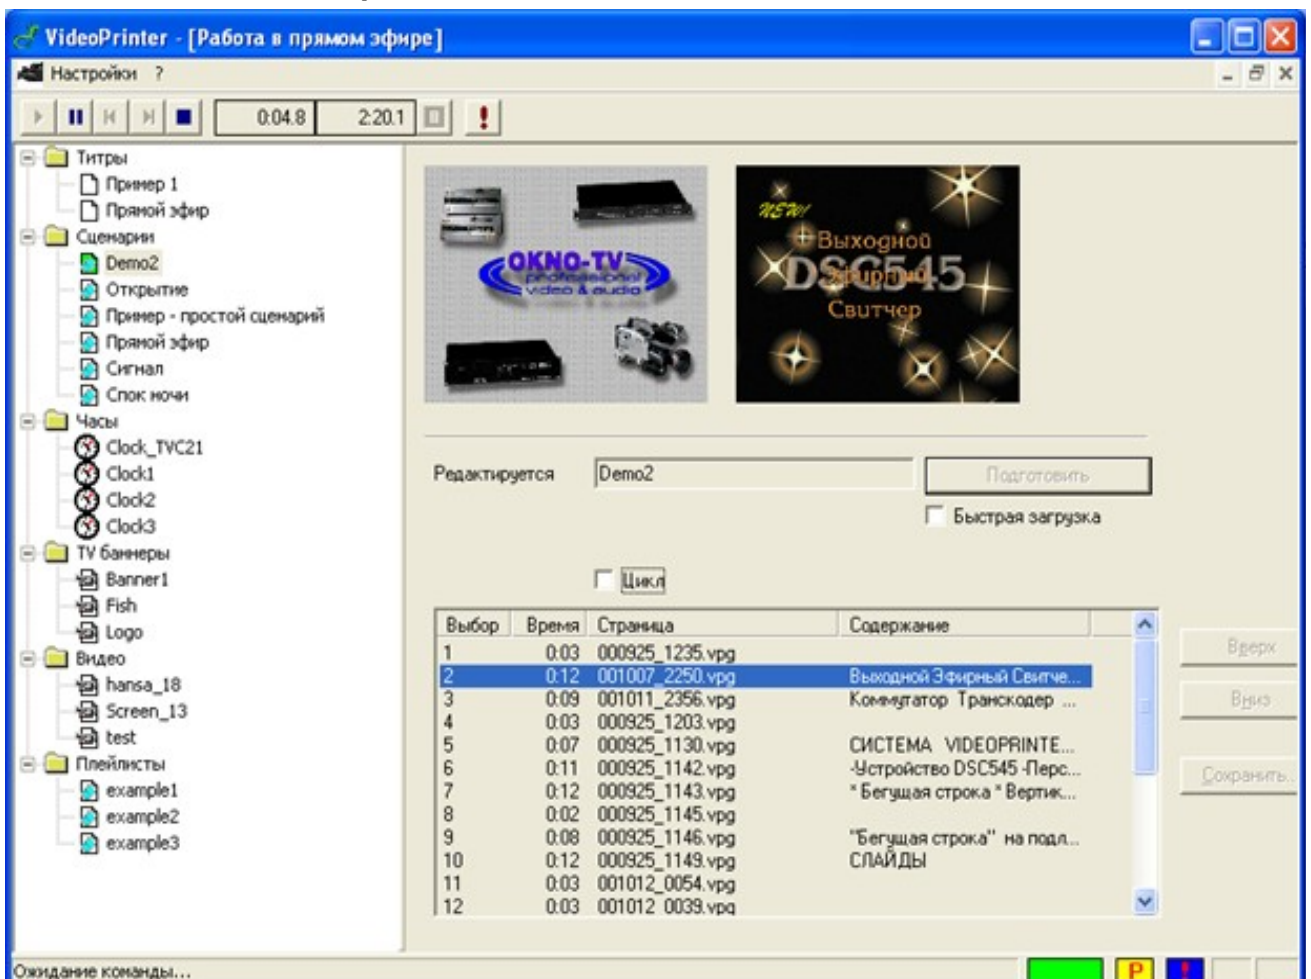 VideoPrinter - [Работа в прямом эфире]
Настройки ?
0:04.8 2:20.1
Титры
Пример 1
Прямой эфир
Сценарии
Demo2
Открытие
Пример - простой сценарий
Прямой эфир
Сигнал
Спок ночи
Часы
Clock_TVC21
Clock1
Clock2
Clock3
TV баннеры
Banner1
Fish
Logo
Видео
hansa_18
Screen_13
test
Плейлисты
example1
example2
example3
OKNO-TV
professional
video & audio
NEW!
Выходной
DSC545
Эфирный
Свитчер
Редактируется Demo2 Подготовить
Быстрая загрузка
Цикл
Выбор Время Страница Содержание
1 0:03 000925_1235.vpg
2 0:12 001007_2250.vpg Выходной Эфирный Свитче...
3 0:09 001011_2356.vpg Коммутатор Транскодер ...
4 0:03 000925_1203.vpg
5 0:07 000925_1130.vpg СИСТЕМА VIDEOPRINTE...
6 0:11 000925_1142.vpg -Устройство DSC545 -Перс...
7 0:12 000925_1143.vpg * Бегущая строка * Вертик...
8 0:02 000925_1145.vpg
9 0:08 000925_1146.vpg "Бегущая строка" на подл...
10 0:12 000925_1149.vpg СЛАЙДЫ
11 0:03 001012_0054.vpg
12 0:03 001012_0039.vpg
Вверх
Вниз
Сохранить..
Ожидание команды...
P !